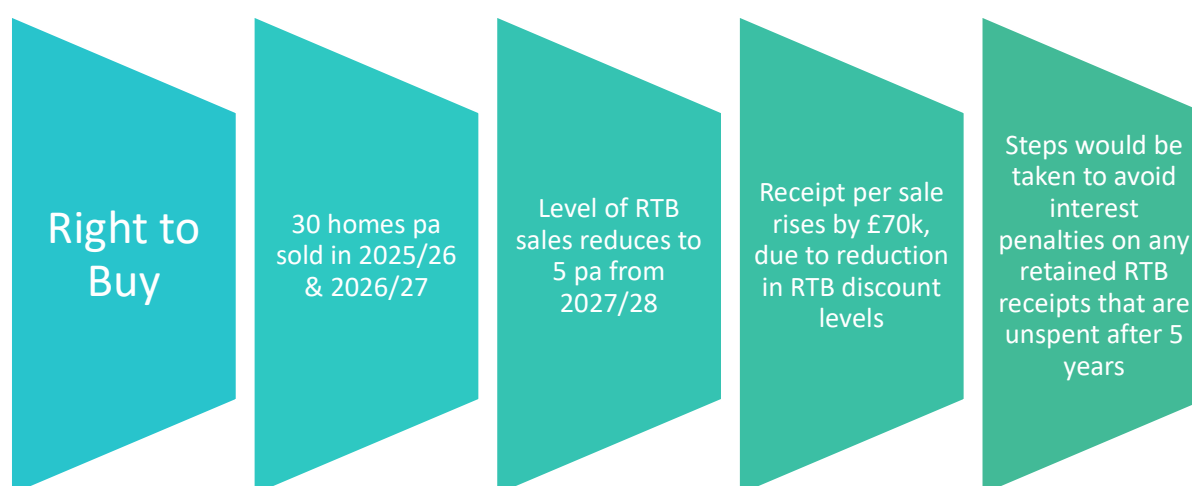 Right to
Buy
30 homes pa
sold in 2025/26
& 2026/27
Level of RTB
sales reduces to
5 pa from
2027/28
Receipt per sale
rises by £70k,
due to reduction
in RTB discount
levels
Steps would be
taken to avoid
interest
penalties on any
retained RTB
receipts that are
unspent after 5
years